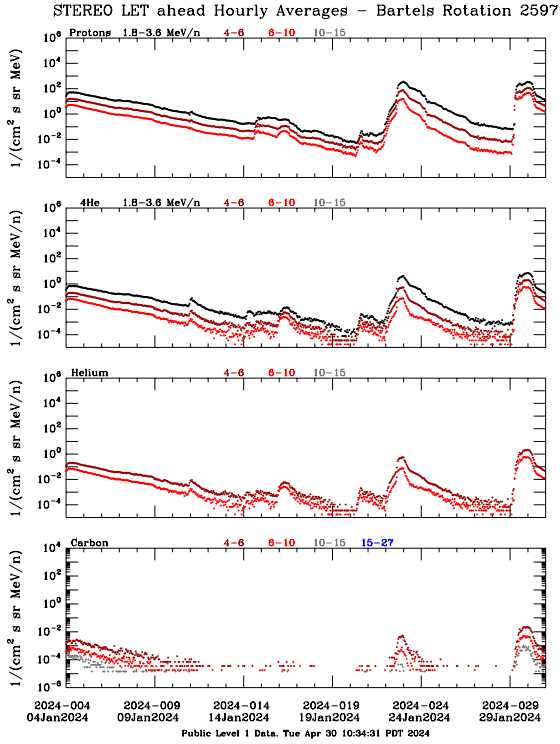 STEREO LET ahead Hourly Averages - Bartels Rotation 2597
Protons 1.8-3.6 MeV/n 4-6 6-10 10-15
1/(cm² s sr MeV)
10⁶
10⁴
10²
10⁰
10⁻²
10⁻⁴
4He 1.8-3.6 MeV/n 4-6 6-10 10-15
1/(cm² s sr MeV/n)
10⁶
10⁴
10²
10⁰
10⁻²
10⁻⁴
Helium 4-6 6-10 10-15
1/(cm² s sr MeV/n)
10⁶
10⁴
10²
10⁰
10⁻²
10⁻⁴
Carbon 4-6 6-10 10-15 15-27
1/(cm² s sr MeV/n)
10⁴
10²
10⁰
10⁻²
10⁻⁴
10⁻⁶
2024-004 2024-009 2024-014 2024-019 2024-024 2024-029
04Jan2024 09Jan2024 14Jan2024 19Jan2024 24Jan2024 29Jan2024
Public Level 1 Data. Tue Apr 30 10:34:31 PDT 2024